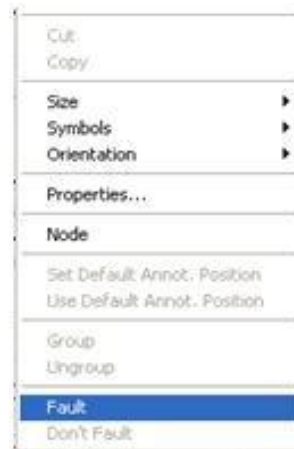 Cut
Copy
Size
Symbols
Orientation
Properties...
Node
Set Default Annot. Position
Use Default Annot. Position
Group
Ungroup
Fault
Don't Fault